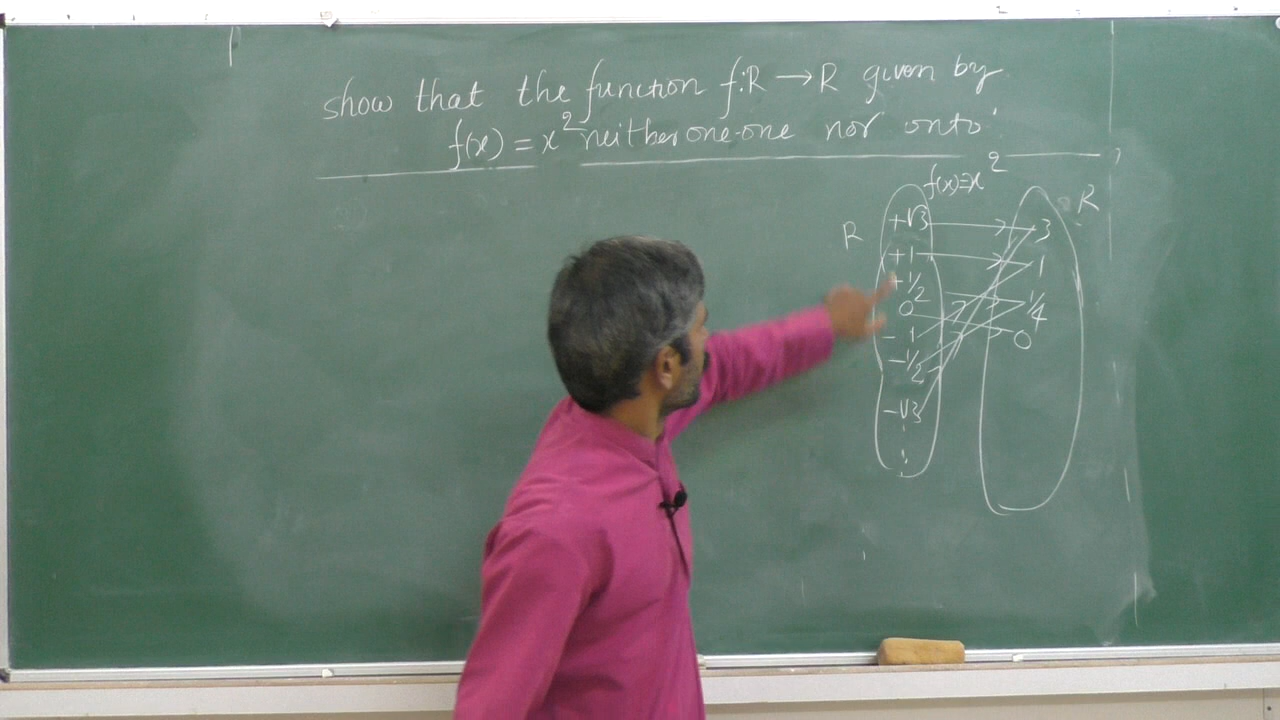 show that the function f:R → R given by
f(x) = x² neither one-one nor onto.
f(x)=x²
R
R
+√3
+1
+1/2
0
-1
-1/2
-√3
3
1
1/4
0